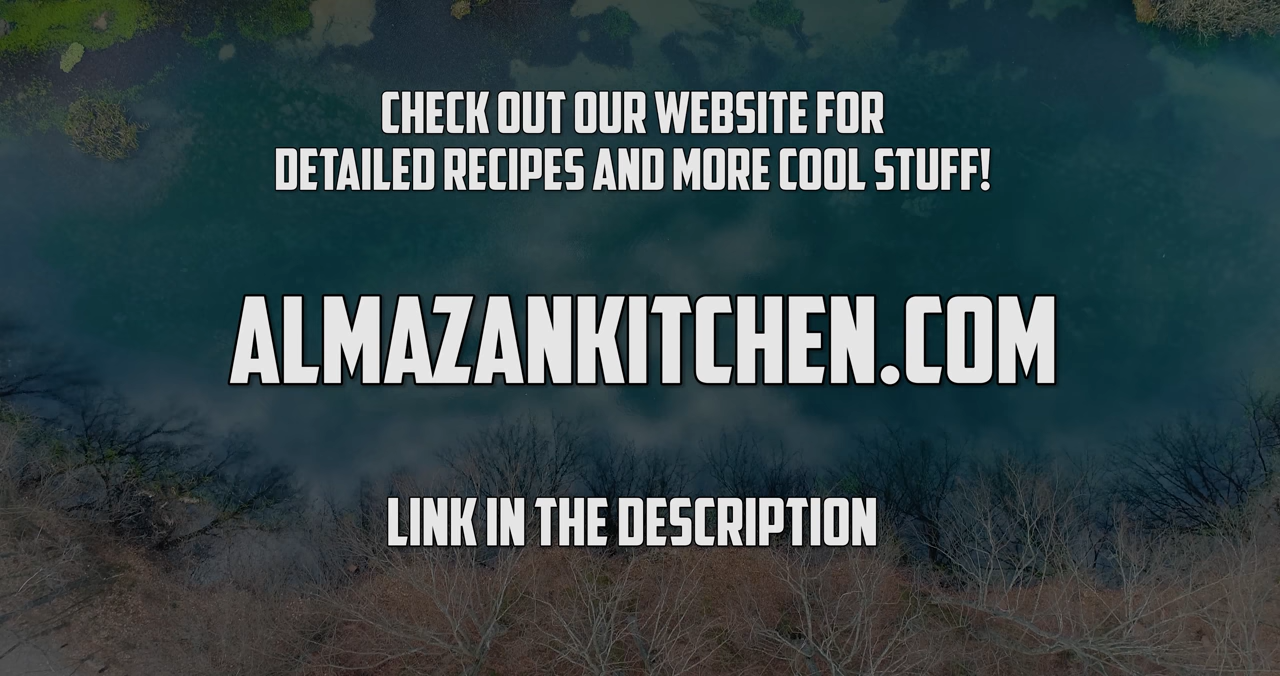 CHECK OUT OUR WEBSITE FOR
DETAILED RECIPES AND MORE COOL STUFF!
ALMAZANKITCHEN.COM
LINK IN THE DESCRIPTION